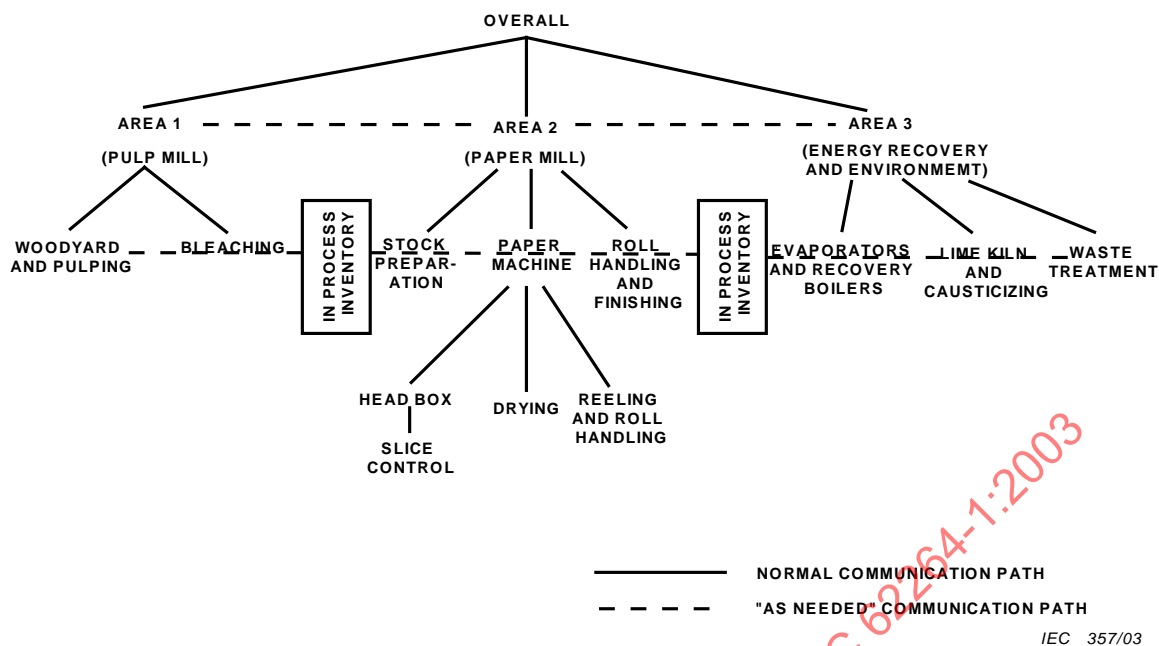 OVERALL
AREA 1
AREA 2
AREA 3
(PULP MILL)
(PAPER MILL)
(ENERGY RECOVERY
AND ENVIRONMEMT)
WOODYARD
AND PULPING
BLEACHING
IN PROCESS
INVENTORY
STOCK
PREPAR-
ATION
PAPER
MACHINE
ROLL
HANDLING
AND
FINISHING
IN PROCESS
INVENTORY
EVAPORATORS
AND RECOVERY
BOILERS
LIME KILN
AND
CAUSTICIZING
WASTE
TREATMENT
HEAD BOX
DRYING
REELING
AND ROLL
HANDLING
SLICE
CONTROL
NORMAL COMMUNICATION PATH
"AS NEEDED" COMMUNICATION PATH
IEC 357/03
C 62264-1:2003